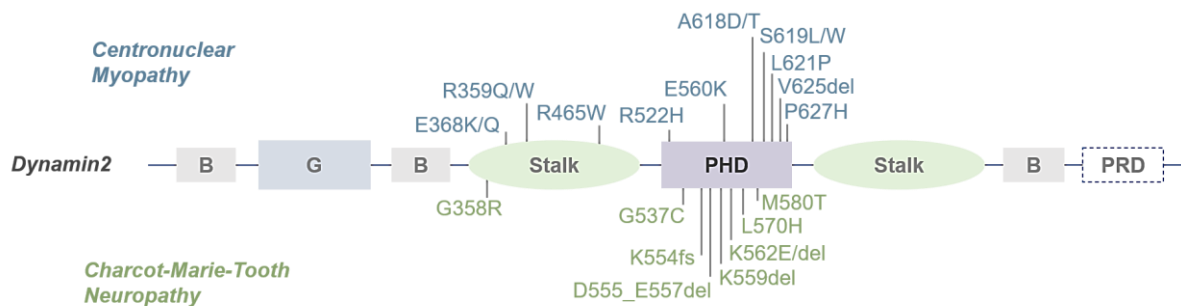 Centronuclear
Myopathy
A618D/T
S619L/W
L621P
V625del
P627H
R359Q/W
E560K
R465W
R522H
E368K/Q
Dynamin2
B
G
B
Stalk
PHD
Stalk
B
PRD
G358R
G537C
M580T
L570H
K554fs
K562E/del
K559del
D555_E557del
Charcot-Marie-Tooth
Neuropathy